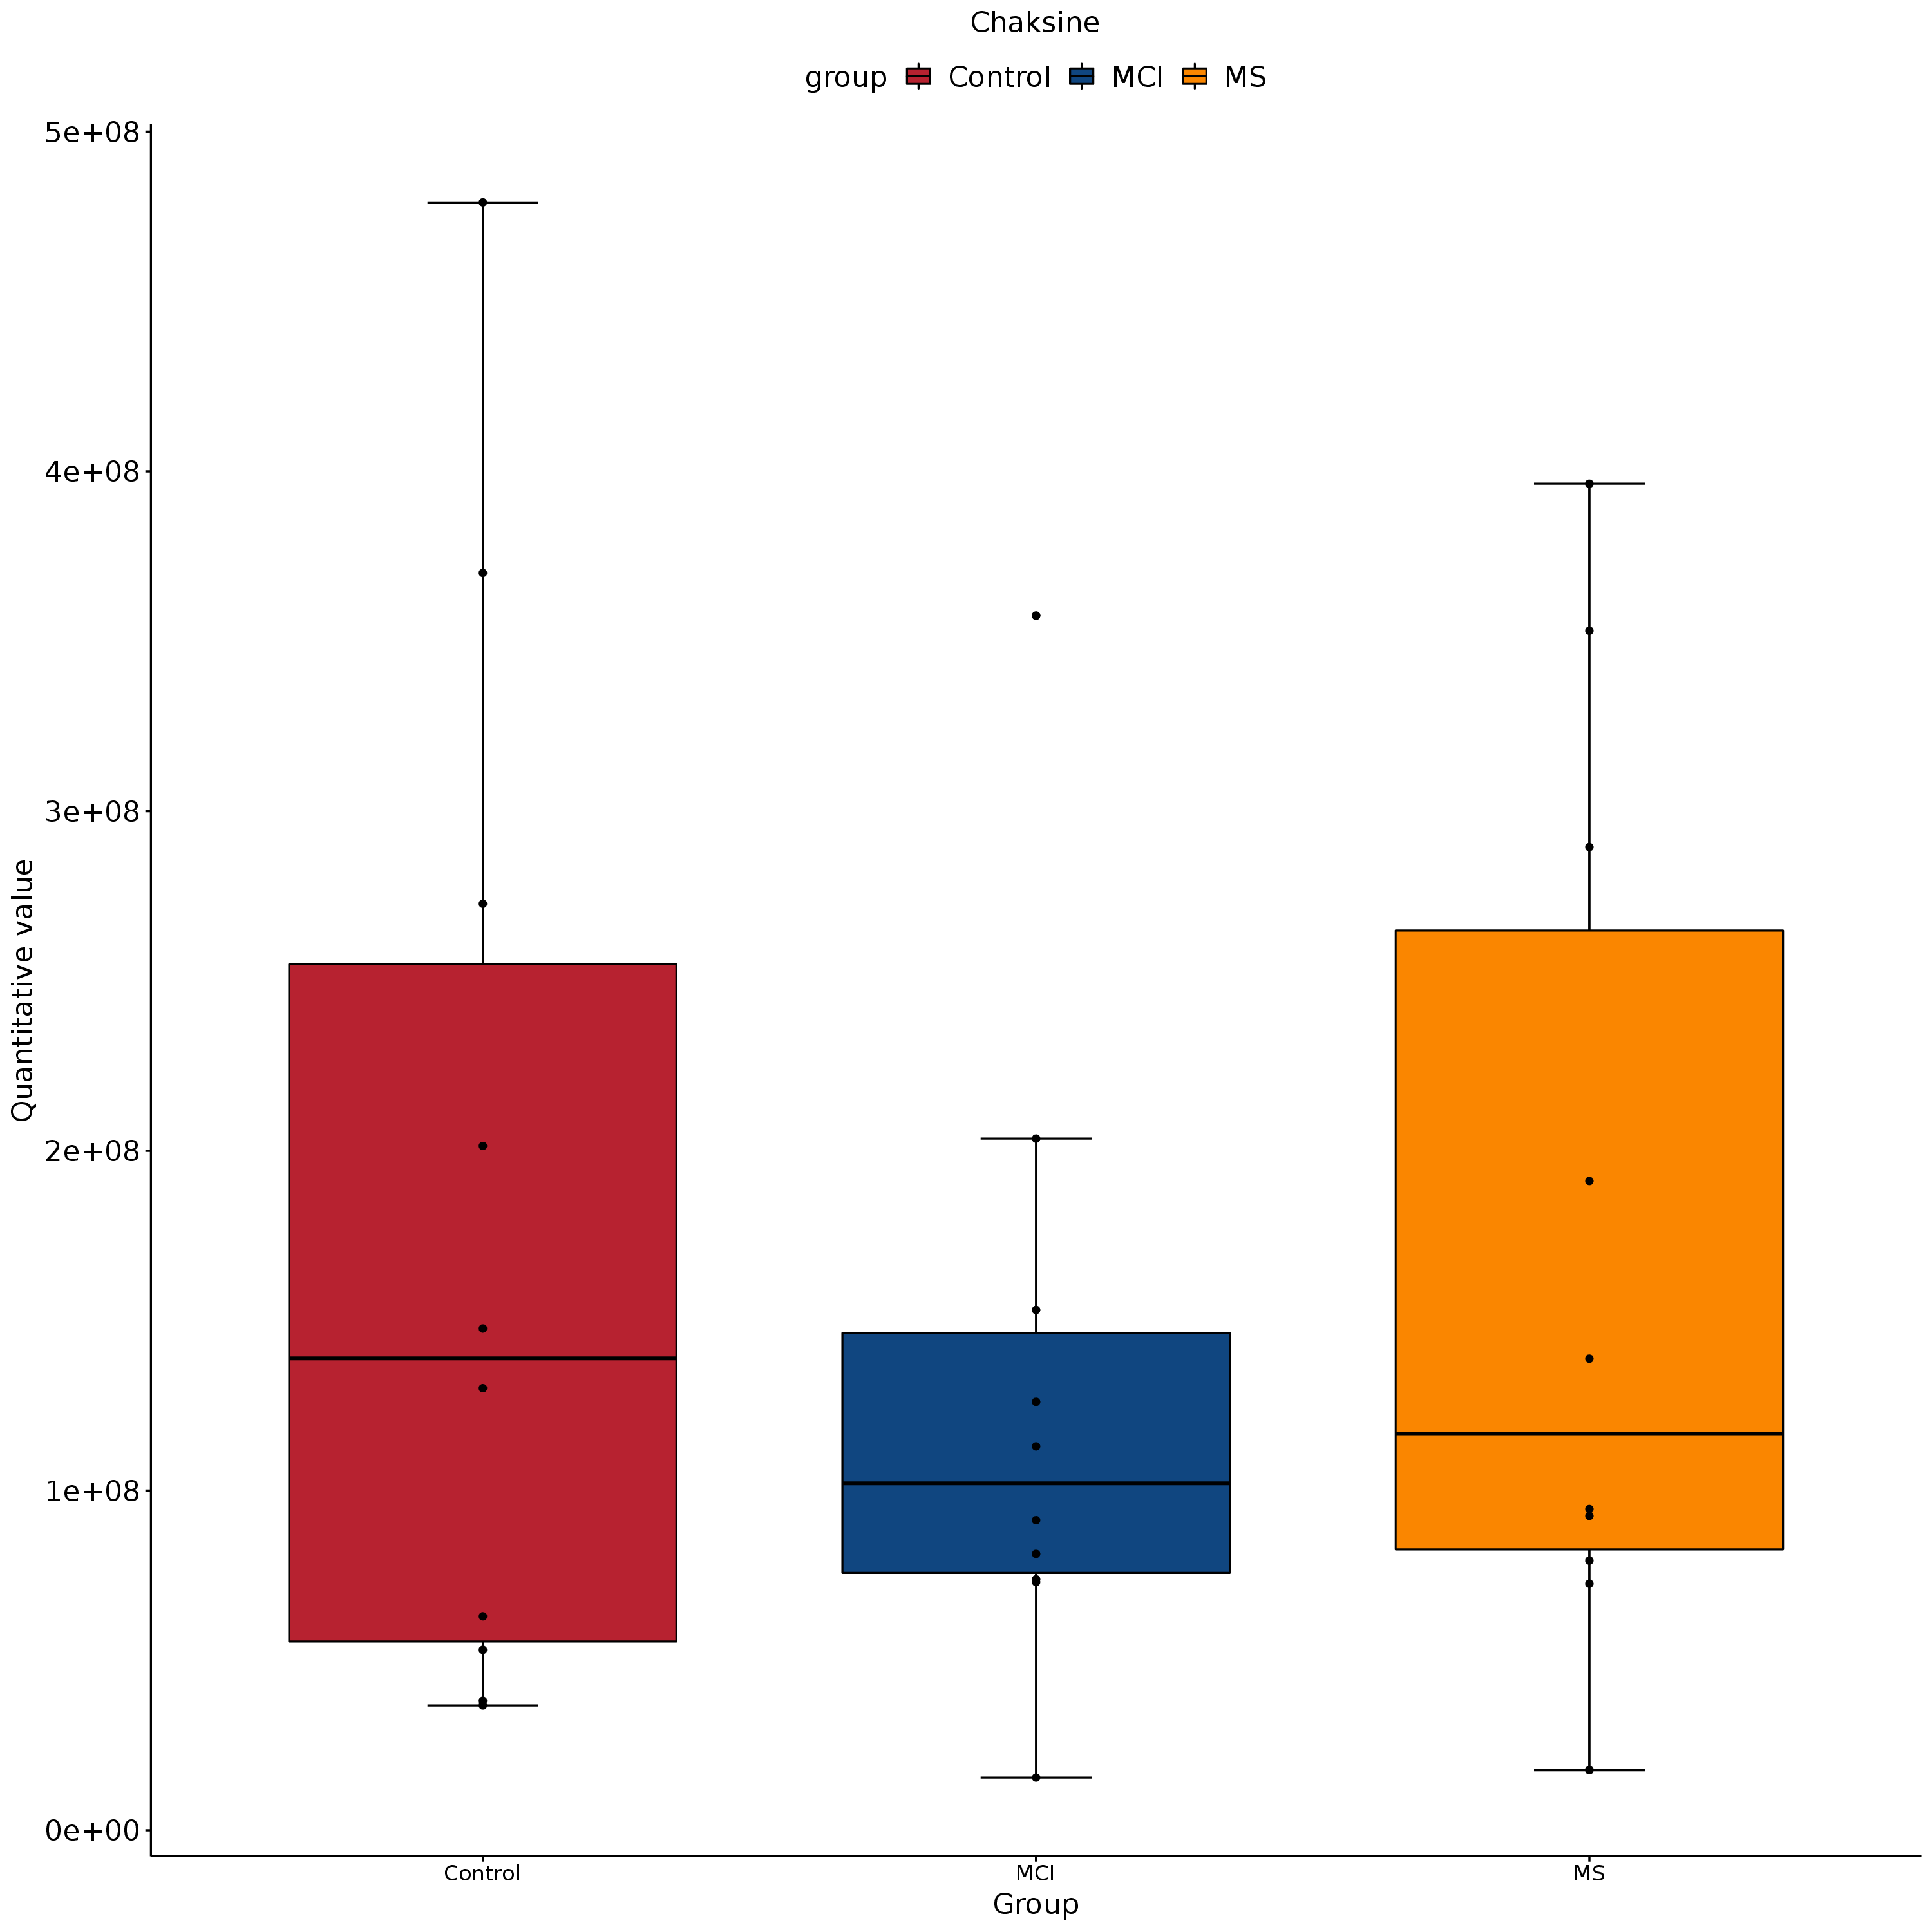 Chaksine
group Control MCI MS
5e+08
4e+08
3e+08
2e+08
1e+08
0e+00
Quantitative value
Control MCI MS
Group